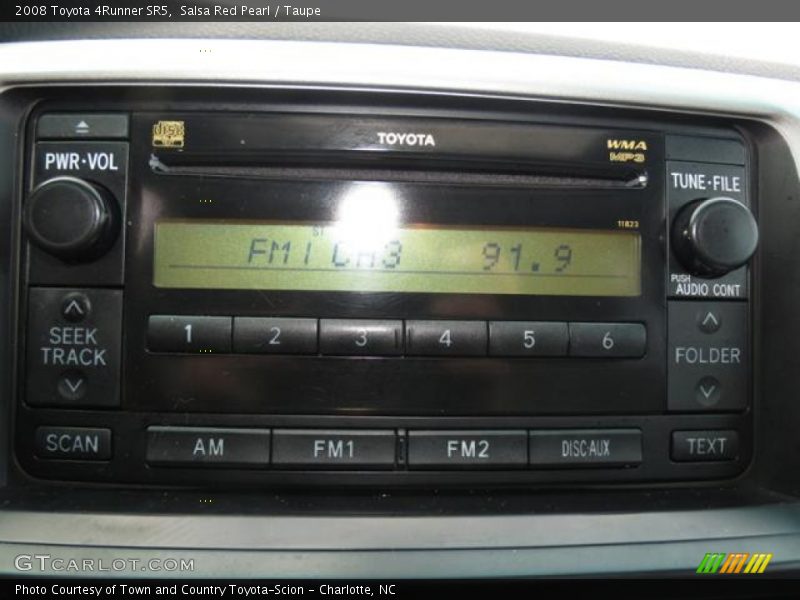 2008 Toyota 4Runner SR5, Salsa Red Pearl / Taupe
disc
TOYOTA
WMA
MP3
PWR·VOL
TUNE·FILE
11823
ST
FM1 CH3 91.9
PUSH
AUDIO CONT
1 2 3 4 5 6
SEEK
TRACK
FOLDER
SCAN AM FM1 FM2 DISC·AUX TEXT
GTCARLOT.COM
Photo Courtesy of Town and Country Toyota-Scion - Charlotte, NC